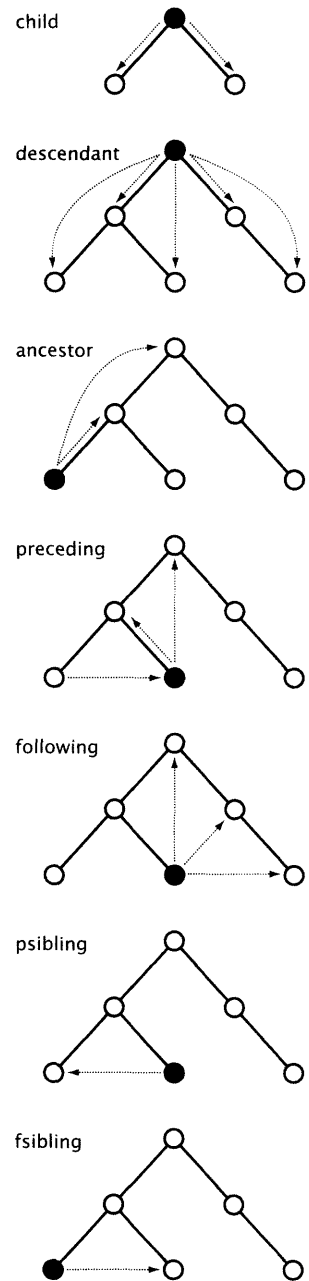 child
descendant
ancestor
preceding
following
psibling
fsibling